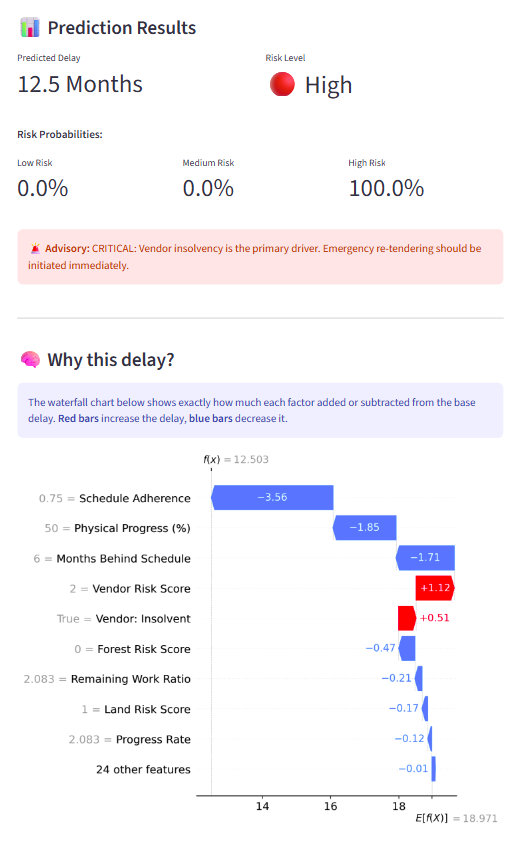 Prediction Results
Predicted Delay
Risk Level
12.5 Months
High
Risk Probabilities:
Low Risk
Medium Risk
High Risk
0.0%
0.0%
100.0%
Advisory: CRITICAL: Vendor insolvency is the primary driver. Emergency re-tendering should be
initiated immediately.
Why this delay?
The waterfall chart below shows exactly how much each factor added or subtracted from the base
delay. Red bars increase the delay, blue bars decrease it.
f(x) = 12.503
0.75 = Schedule Adherence
−3.56
50 = Physical Progress (%)
−1.85
6 = Months Behind Schedule
−1.71
2 = Vendor Risk Score
+1.12
True = Vendor: Insolvent
+0.51
0 = Forest Risk Score
−0.47
2.083 = Remaining Work Ratio
−0.21
1 = Land Risk Score
−0.17
2.083 = Progress Rate
−0.12
24 other features
−0.01
14
16
18
E[f(X)] = 18.971